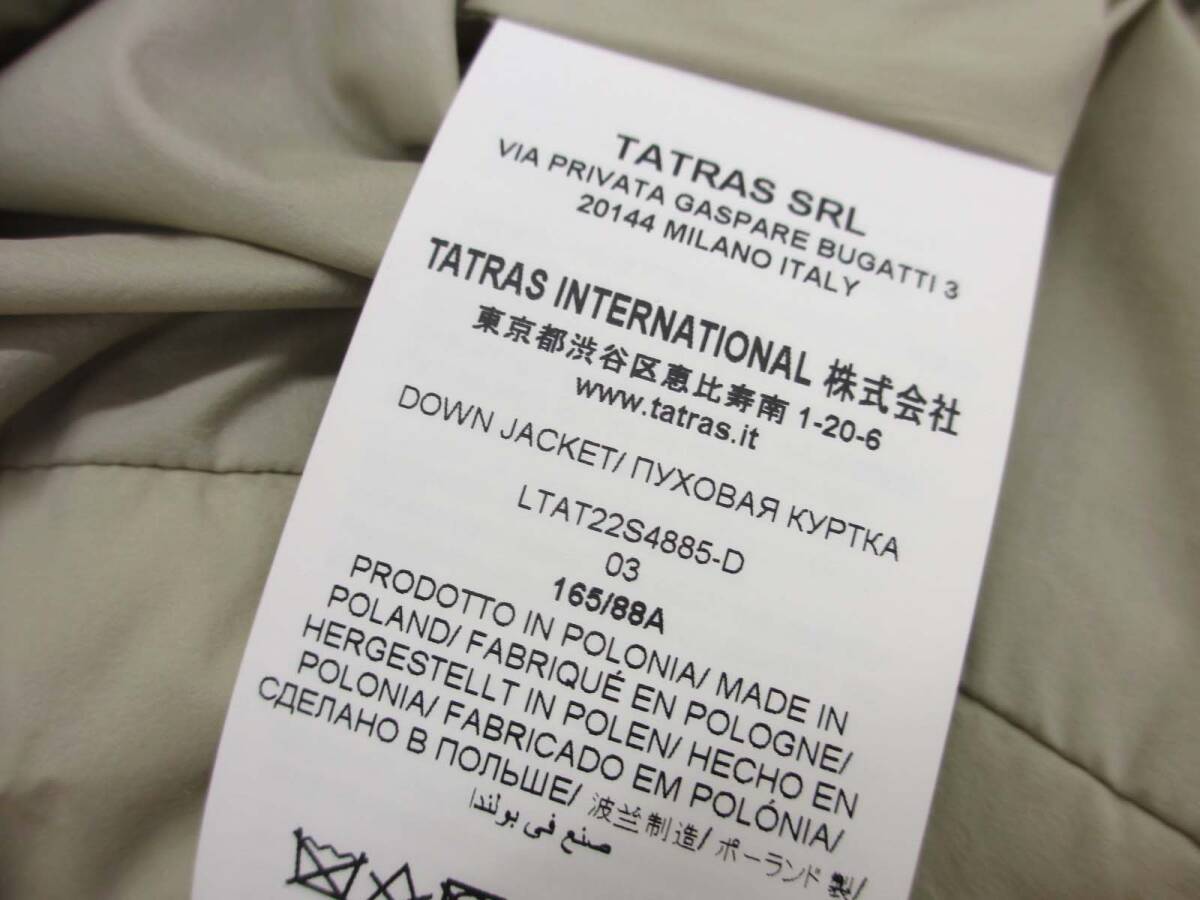 TATRAS SRL
VIA PRIVATA GASPARE BUGATTI 3
20144 MILANO ITALY
TATRAS INTERNATIONAL 株式会社
東京都渋谷区恵比寿南 1-20-6
www.tatras.it
DOWN JACKET/ ПУХОВАЯ КУРТКА
LTAT22S4885-D
03
165/88A
PRODOTTO IN POLONIA/ MADE IN
POLAND/ FABRIQUÉ EN POLOGNE/
HERGESTELLT IN POLEN/ HECHO EN
POLONIA/ FABRICADO EM POLÓNIA/
СДЕЛАНО В ПОЛЬШЕ/ 波兰制造/ ポーランド 製/
صنع في بولندا